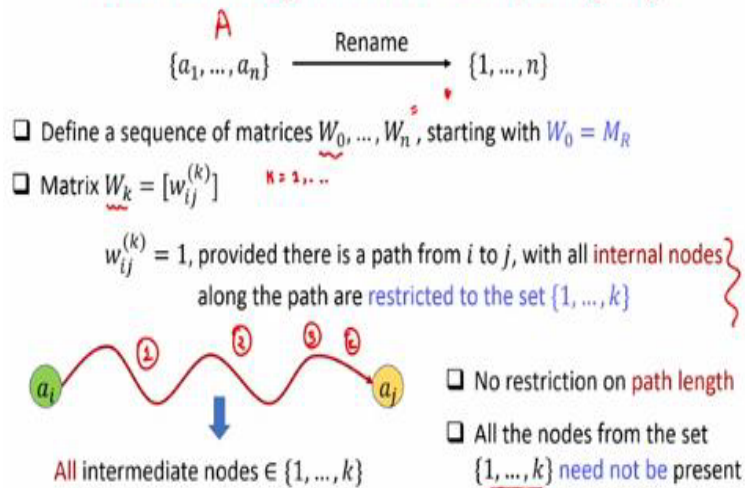 A
{a₁, ..., aₙ} Rename {1, ..., n}
❑ Define a sequence of matrices W₀, ..., Wₙ, starting with W₀ = M_R
❑ Matrix Wₖ = [wᵢⱼ⁽ᵏ⁾] K = 1, ...
wᵢⱼ⁽ᵏ⁾ = 1, provided there is a path from i to j, with all internal nodes
along the path are restricted to the set {1, ..., k}
1 2 3
aᵢ aⱼ
❑ No restriction on path length
❑ All the nodes from the set
{1, ..., k} need not be present
All intermediate nodes ∈ {1, ..., k}